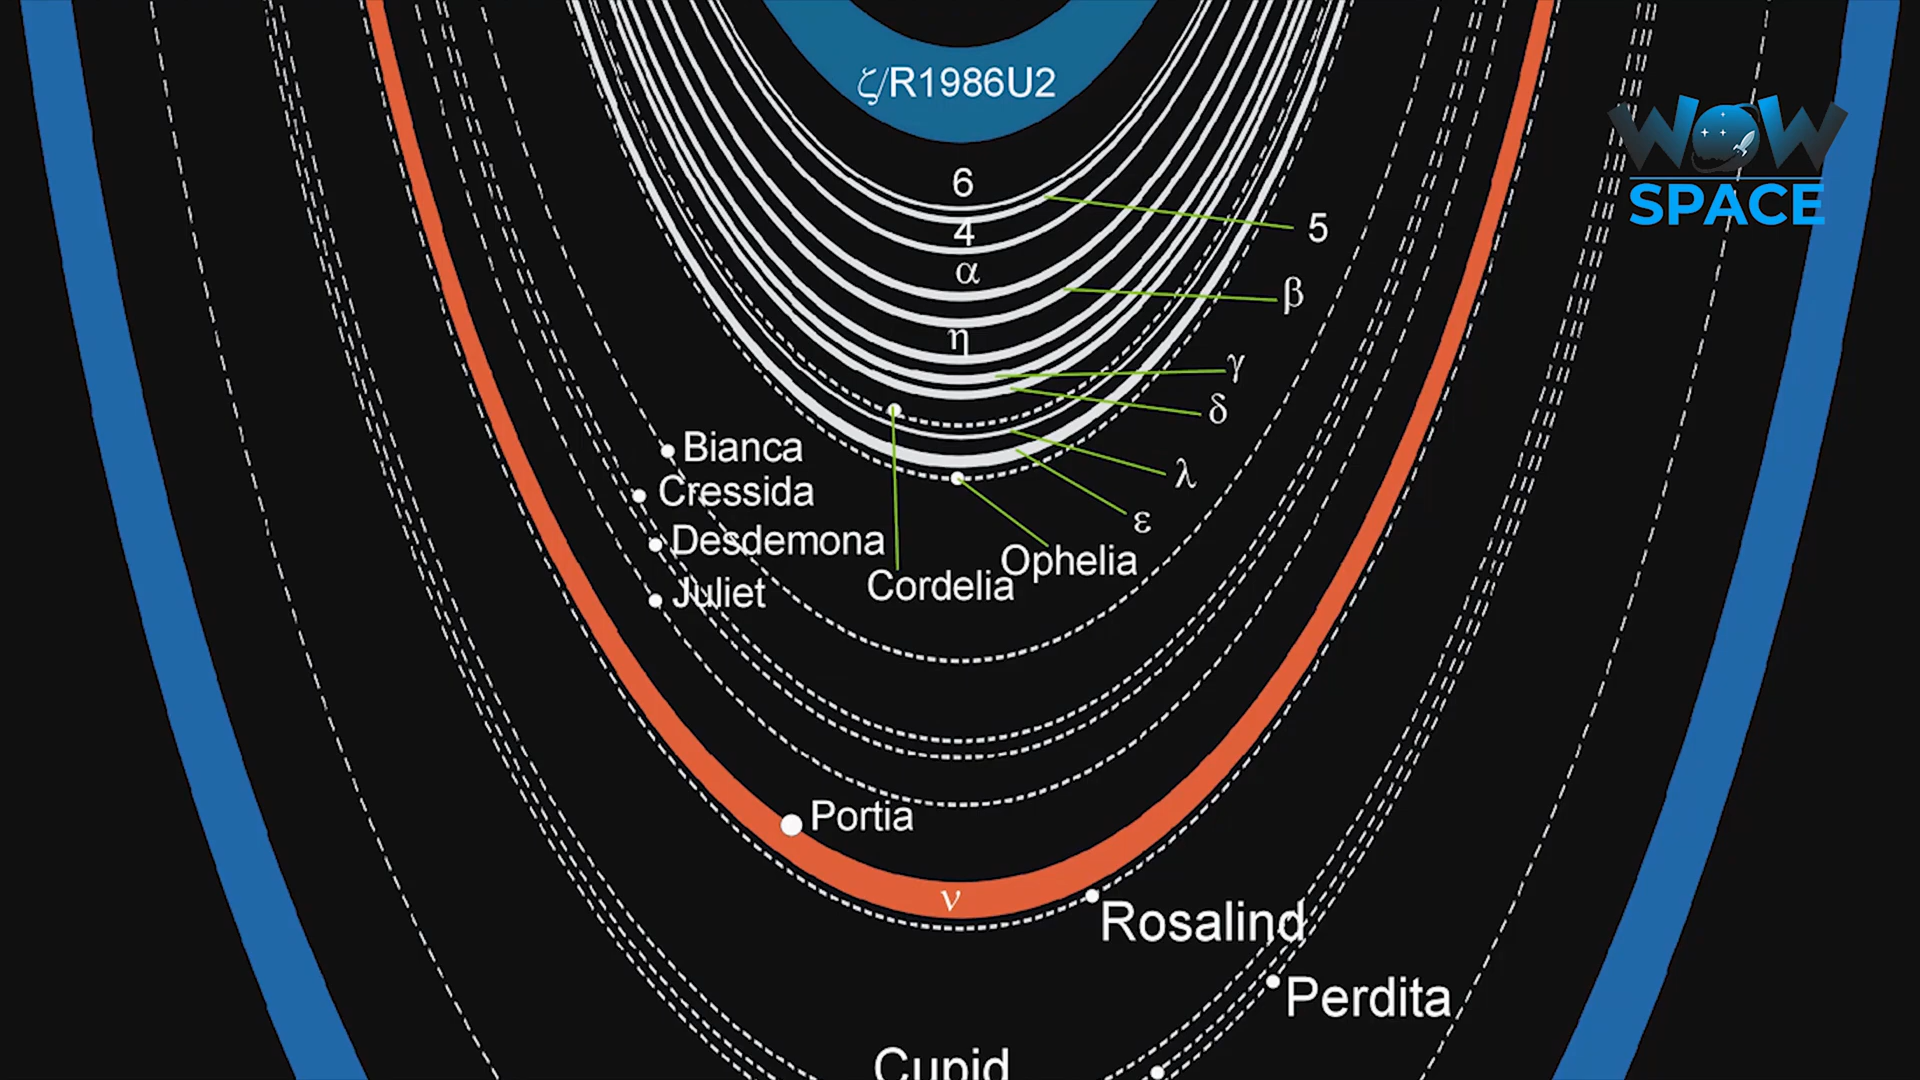 ζ/R1986U2
WOW
SPACE
6
5
4
α
β
η
γ
δ
Bianca
λ
Cressida
ε
Desdemona
Ophelia
Cordelia
Juliet
Portia
ν
Rosalind
Perdita
Cupid